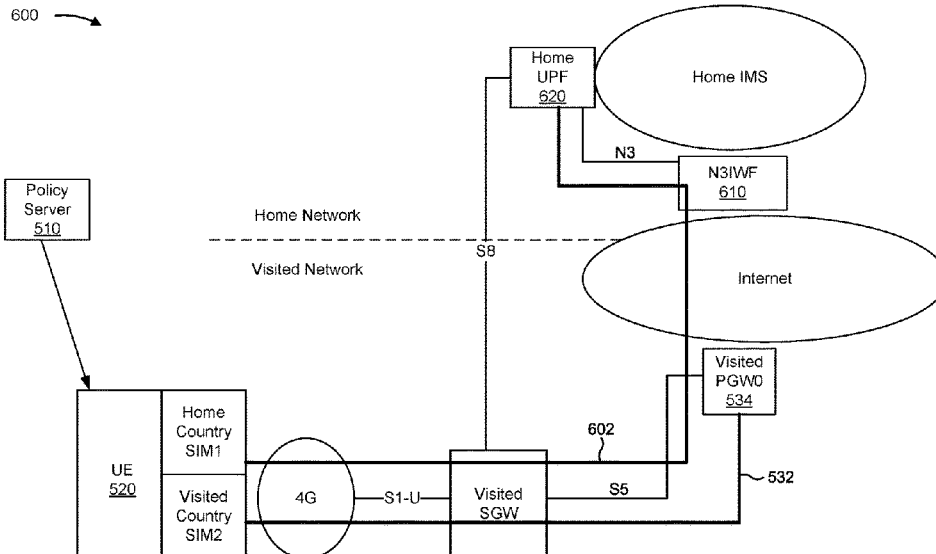 600
Home
UPF
620
Home IMS
N3
N3IWF
610
Policy
Server
510
Home Network
S8
Visited Network
Internet
Visited
PGW0
534
Home
Country
SIM1
UE
520
Visited
Country
SIM2
4G
S1-U
Visited
SGW
602
S5
532